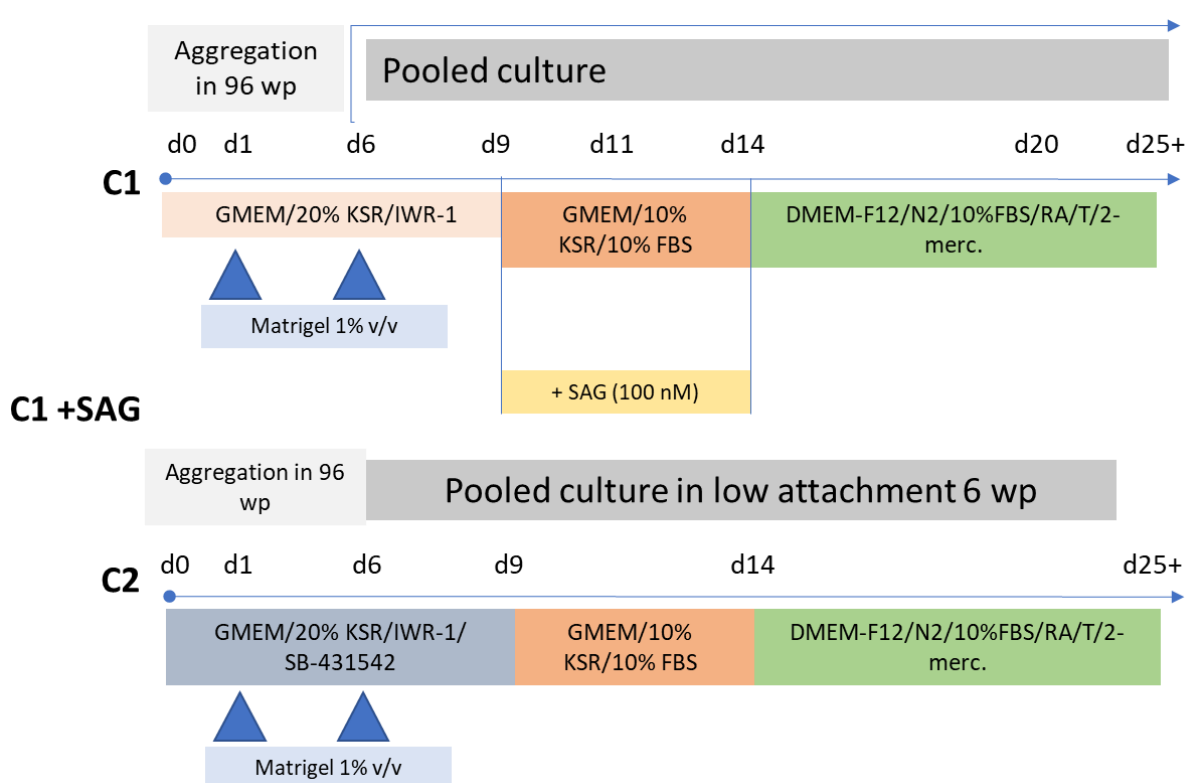 Aggregation
in 96 wp
Pooled culture
d0 d1 d6 d9 d11 d14 d20 d25+
C1
GMEM/20% KSR/IWR-1
GMEM/10%
KSR/10% FBS
DMEM-F12/N2/10%FBS/RA/T/2-
merc.
Matrigel 1% v/v
+ SAG (100 nM)
C1 +SAG
Aggregation in 96
wp
Pooled culture in low attachment 6 wp
d0 d1 d6 d9 d14 d25+
C2
GMEM/20% KSR/IWR-1/
SB-431542
GMEM/10%
KSR/10% FBS
DMEM-F12/N2/10%FBS/RA/T/2-
merc.
Matrigel 1% v/v